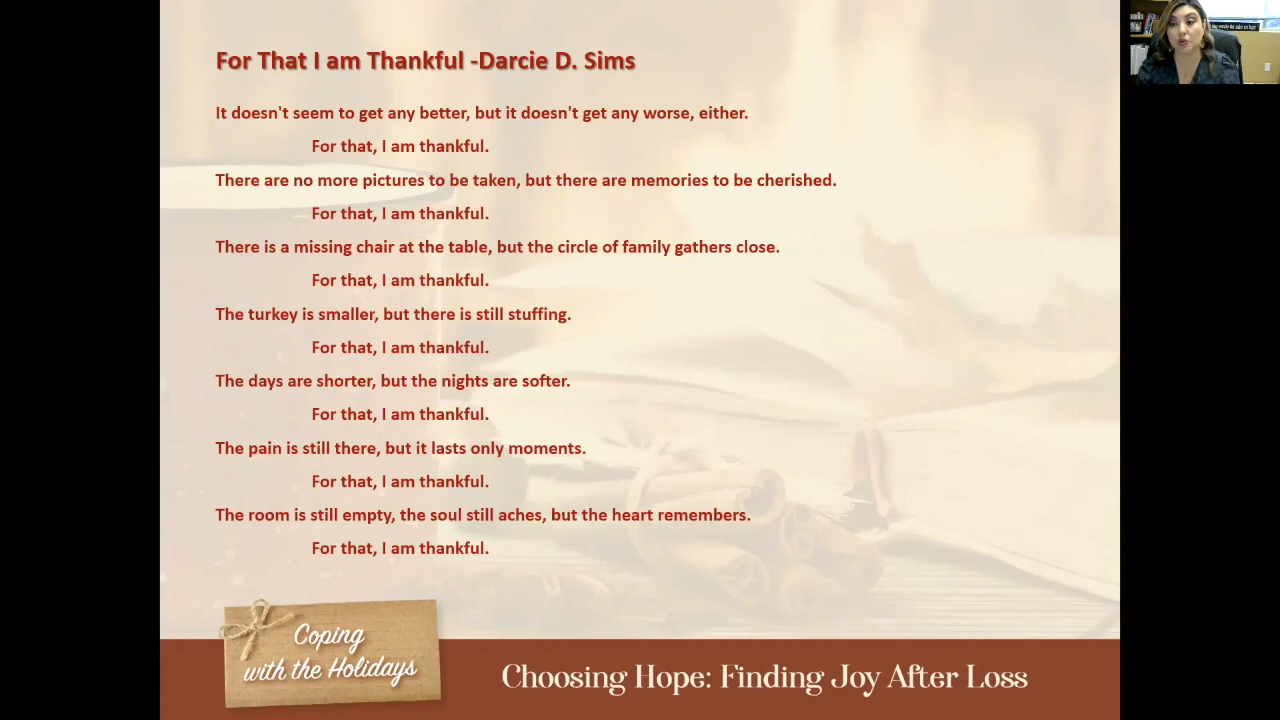 For That I am Thankful -Darcie D. Sims
It doesn't seem to get any better, but it doesn't get any worse, either.
For that, I am thankful.
There are no more pictures to be taken, but there are memories to be cherished.
For that, I am thankful.
There is a missing chair at the table, but the circle of family gathers close.
For that, I am thankful.
The turkey is smaller, but there is still stuffing.
For that, I am thankful.
The days are shorter, but the nights are softer.
For that, I am thankful.
The pain is still there, but it lasts only moments.
For that, I am thankful.
The room is still empty, the soul still aches, but the heart remembers.
For that, I am thankful.
Coping
with the Holidays
Choosing Hope: Finding Joy After Loss